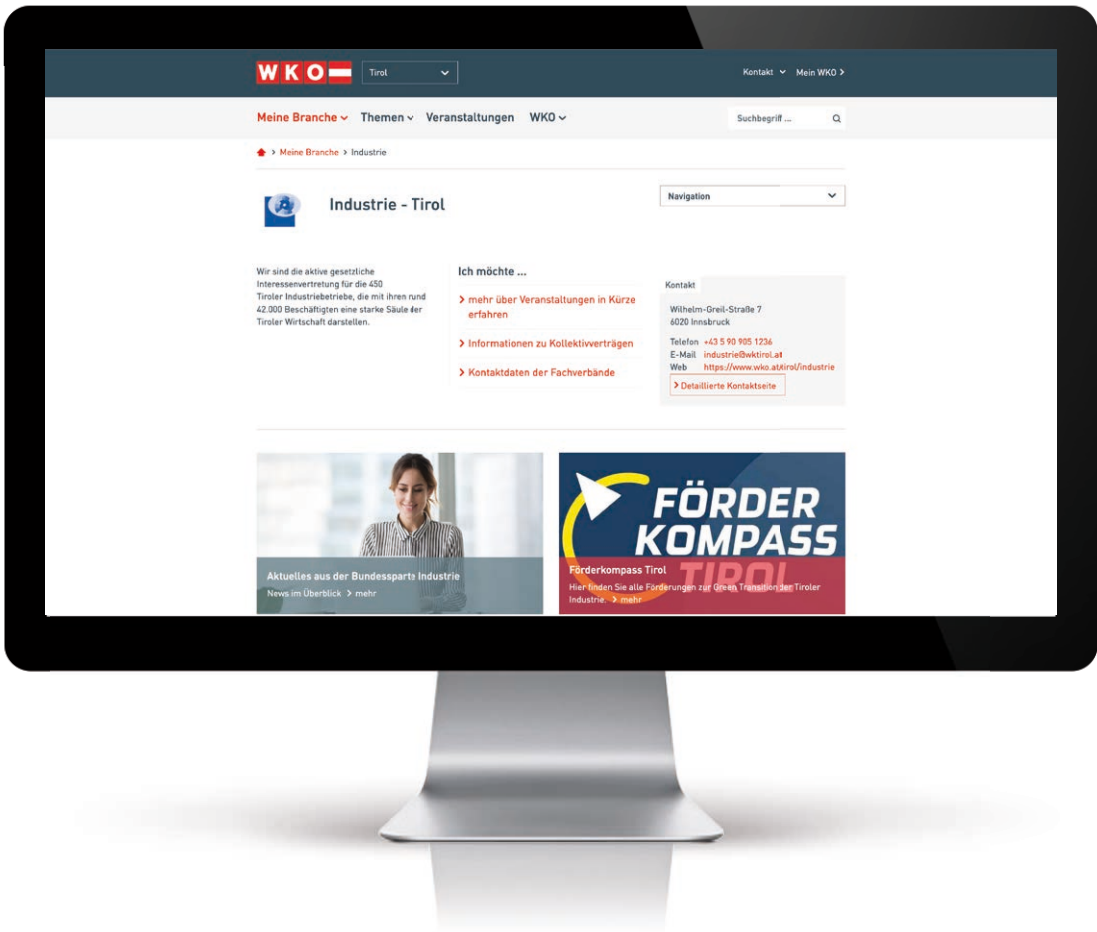 WKO
Tirol
Kontakt
Mein WKO >
Meine Branche
Themen
Veranstaltungen
WKO
Suchbegriff ...
> Meine Branche > Industrie
Industrie - Tirol
Navigation
Wir sind die aktive gesetzliche
Interessenvertretung für die 450
Tiroler Industriebetriebe, die mit ihren rund
42.000 Beschäftigten eine starke Säule der
Tiroler Wirtschaft darstellen.
Ich möchte ...
> mehr über Veranstaltungen in Kürze
erfahren
> Informationen zu Kollektivverträgen
> Kontaktdaten der Fachverbände
Kontakt
Wilhelm-Greil-Straße 7
6020 Innsbruck
Telefon +43 5 90 905 1236
E-Mail industrie@wktirol.at
Web https://www.wko.at/tirol/industrie
> Detaillierte Kontaktseite
Aktuelles aus der Bundessparte Industrie
News im Überblick > mehr
FÖRDER
KOMPASS
TIROL
Förderkompass Tirol
Hier finden Sie alle Förderungen zur Green Transition der Tiroler
Industrie. > mehr